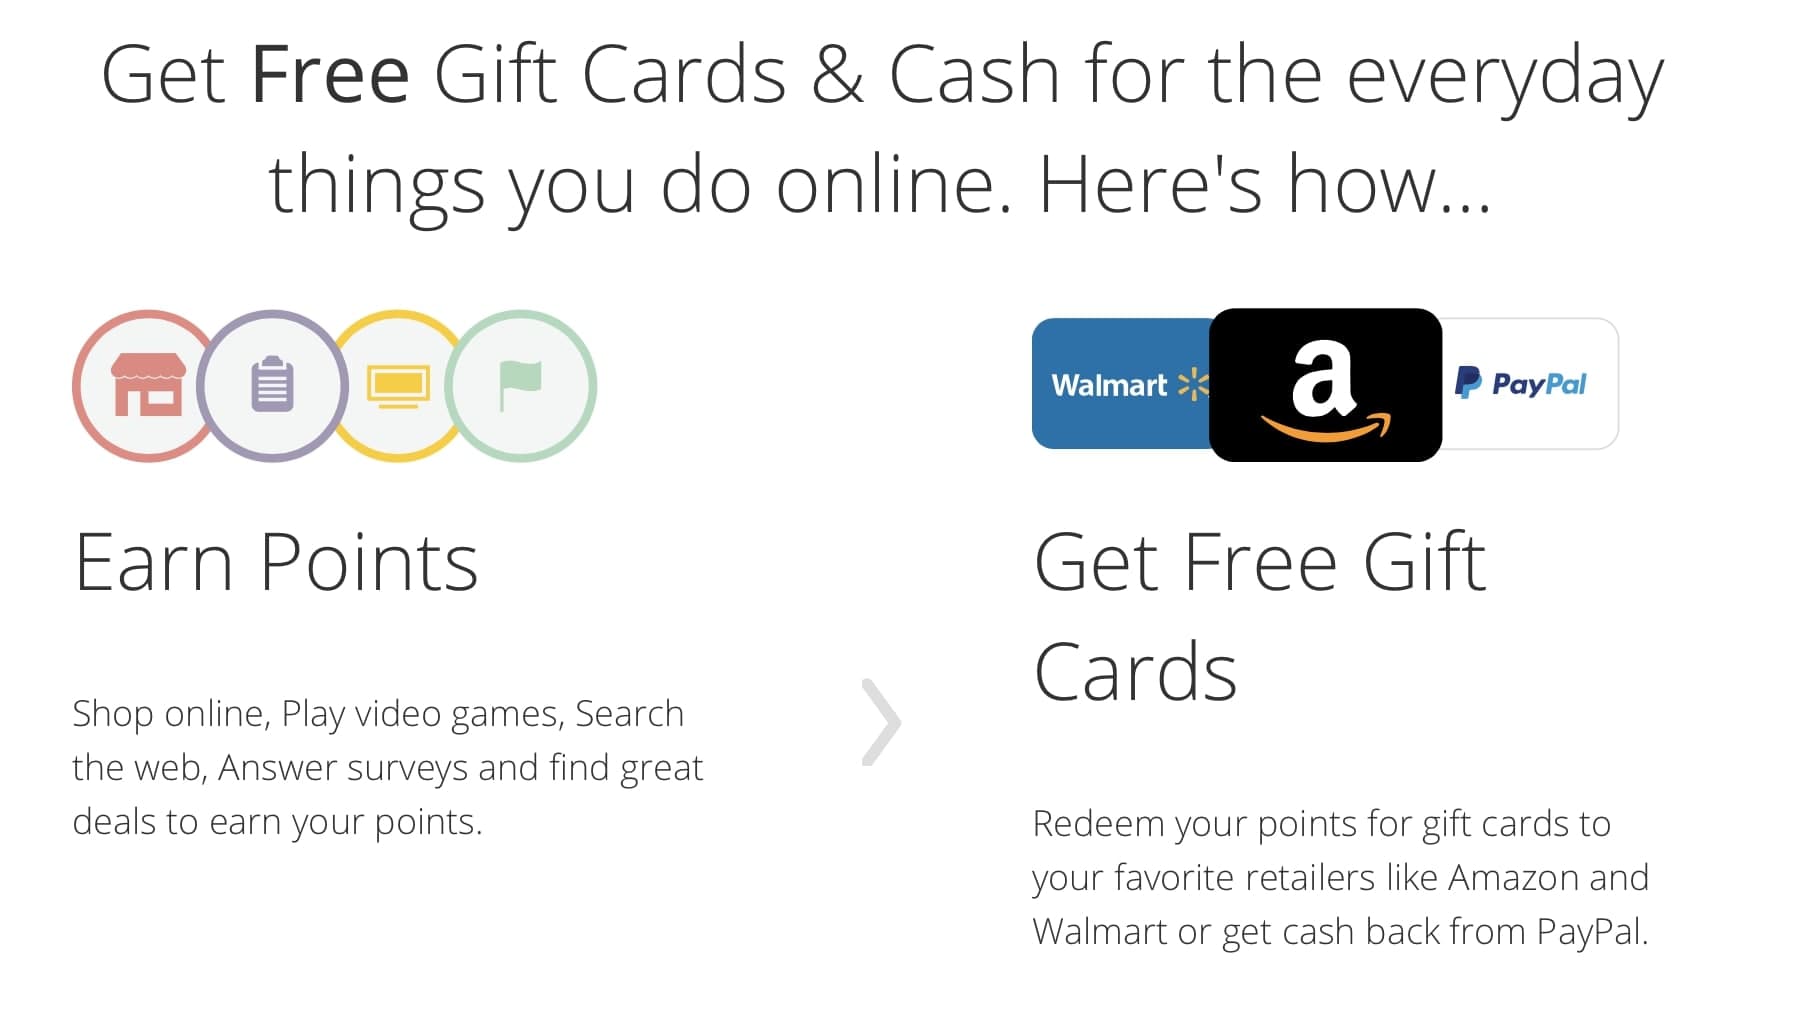 Get Free Gift Cards & Cash for the everyday
things you do online. Here's how...
Walmart
a
PayPal
Earn Points
Shop online, Play video games, Search
the web, Answer surveys and find great
deals to earn your points.
Get Free Gift
Cards
Redeem your points for gift cards to
your favorite retailers like Amazon and
Walmart or get cash back from PayPal.